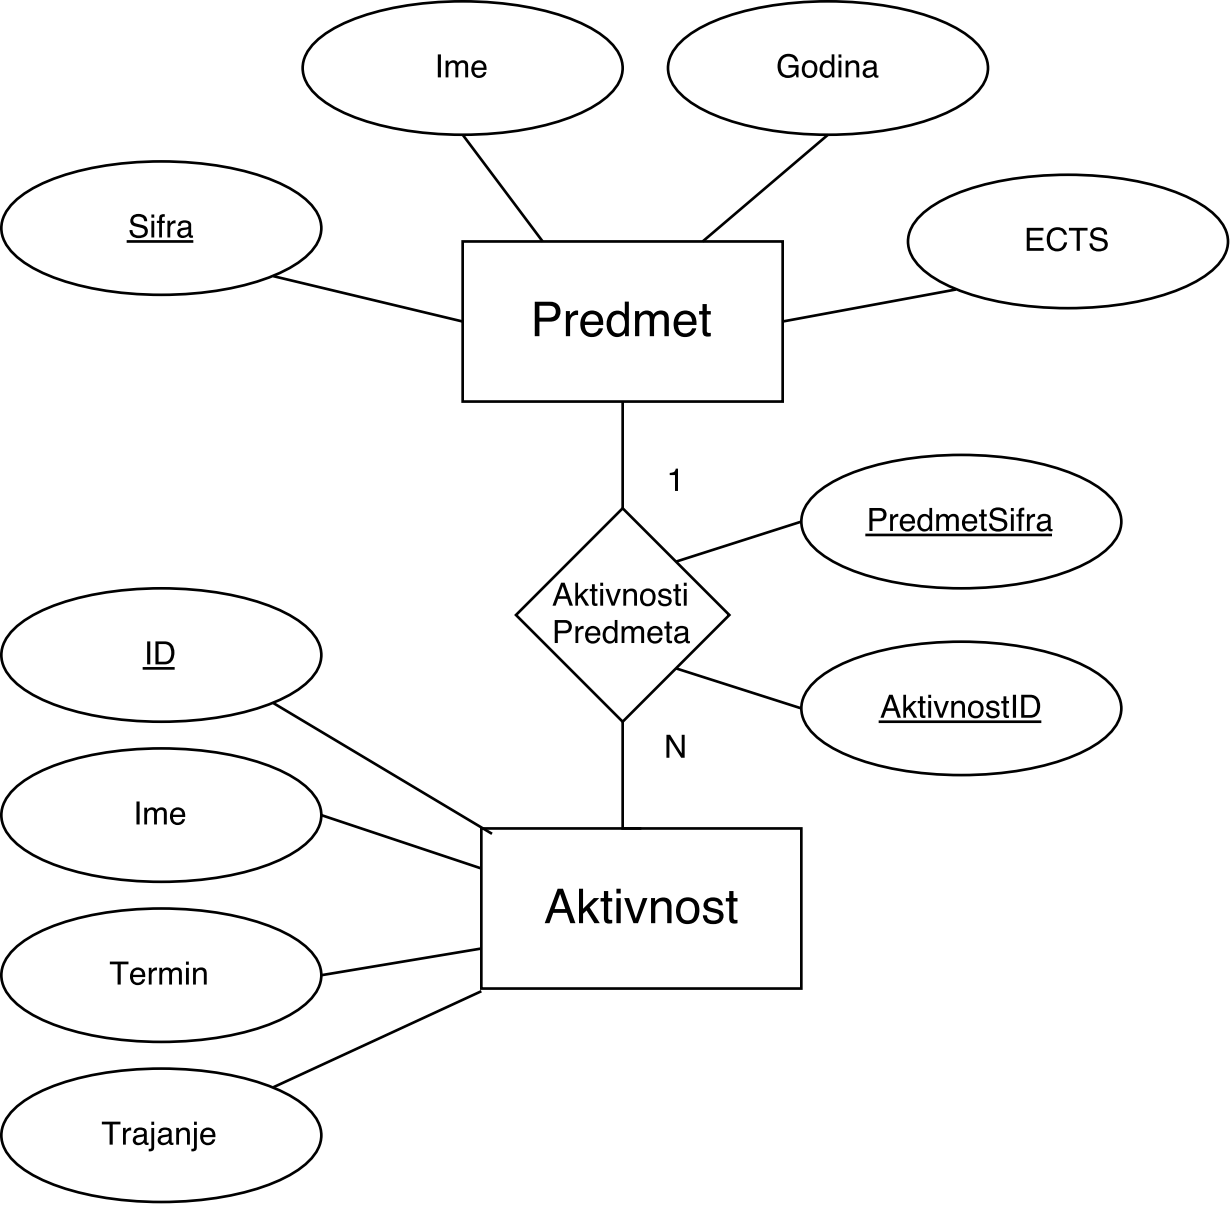 Ime
Godina
Sifra
ECTS
Predmet
1
PredmetSifra
Aktivnosti
Predmeta
ID
AktivnostID
N
Ime
Aktivnost
Termin
Trajanje